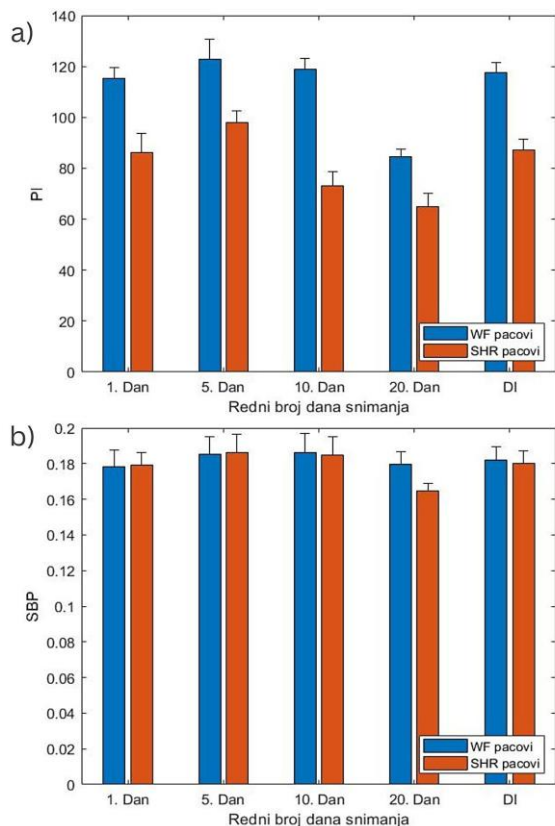 a)
140
120
100
80
60
40
20
0
PI
WF pacovi
SHR pacovi
1. Dan 5. Dan 10. Dan 20. Dan DI
Redni broj dana snimanja
b)
0.2
0.18
0.16
0.14
0.12
0.1
0.08
0.06
0.04
0.02
0
SBP
WF pacovi
SHR pacovi
1. Dan 5. Dan 10. Dan 20. Dan DI
Redni broj dana snimanja